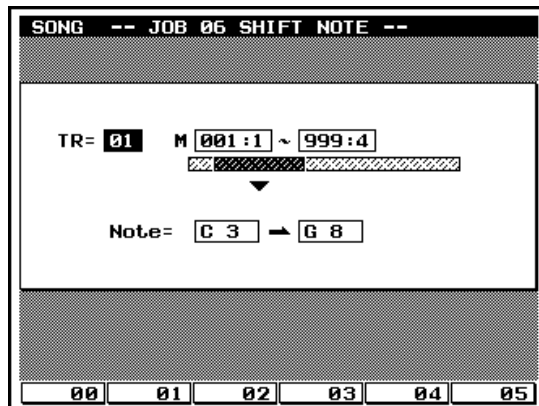 SONG -- JOB 06 SHIFT NOTE --
TR= 01 M 001:1 ~ 999:4
Note= C 3 → G 8
00 01 02 03 04 05